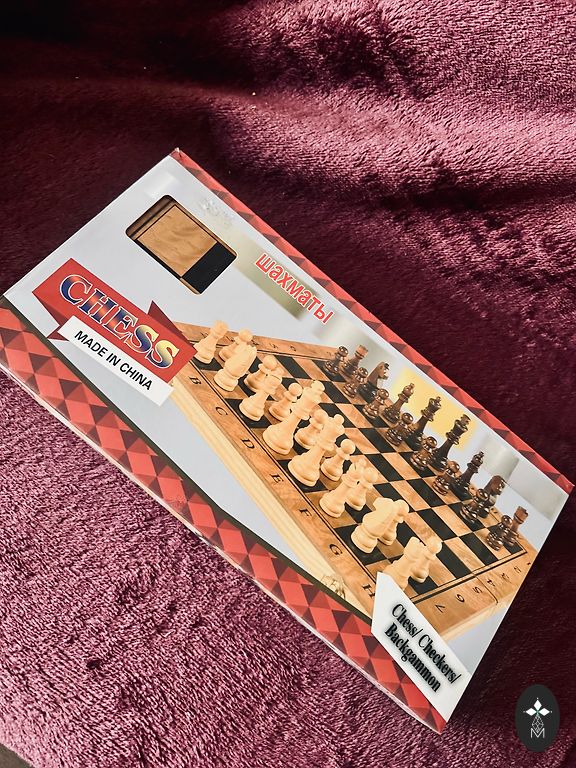 шахматы
CHESS
MADE IN CHINA
B
C
D
E
F
G
H
Chess/ Checkers/
Backgammon
M